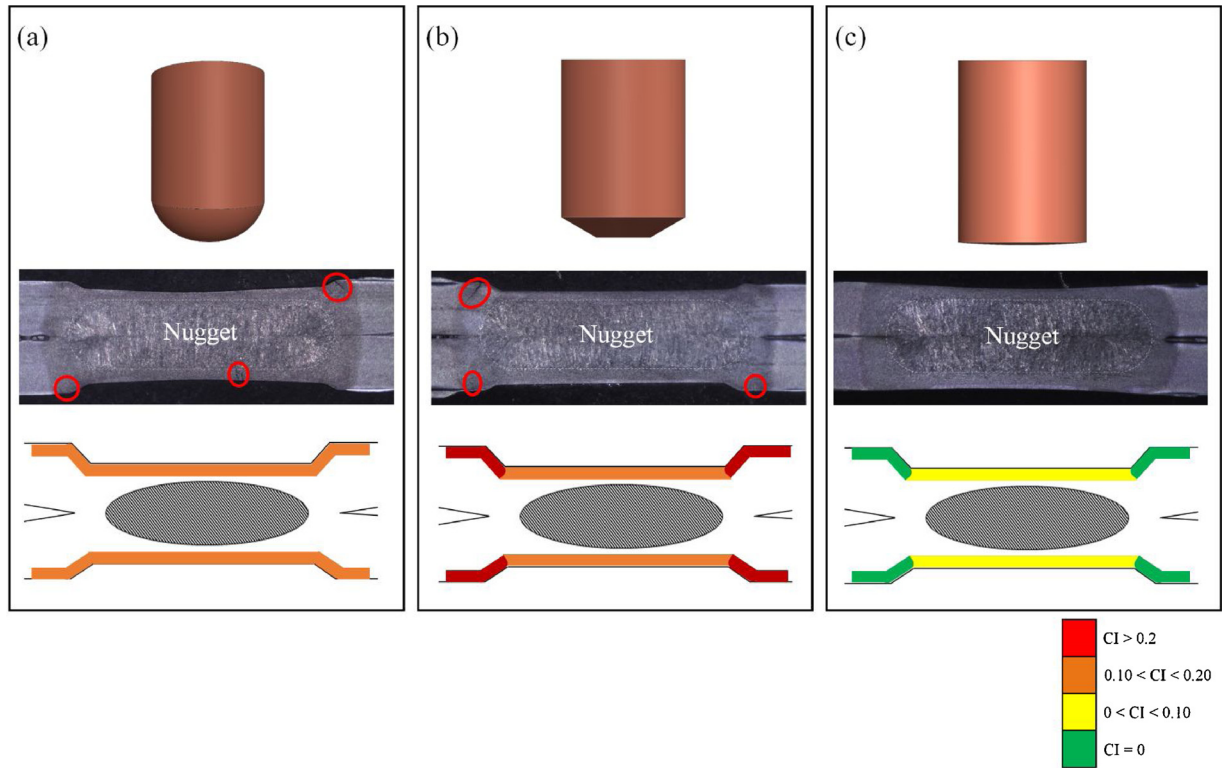 (a)
(b)
(c)
Nugget
Nugget
Nugget
CI > 0.2
0.10 < CI < 0.20
0 < CI < 0.10
CI = 0